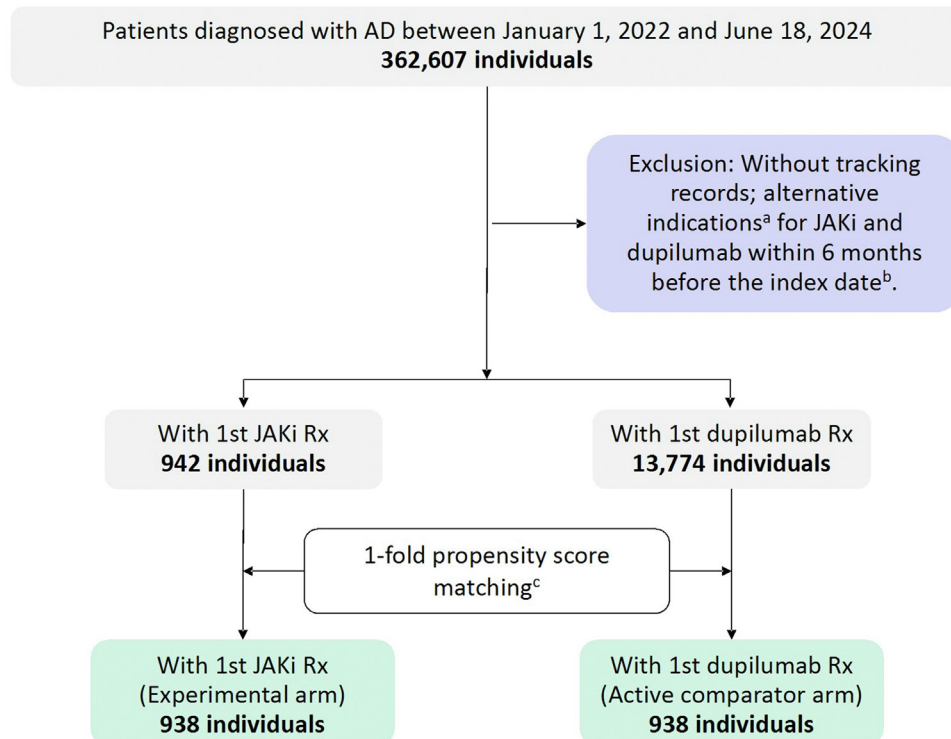 Patients diagnosed with AD between January 1, 2022 and June 18, 2024
362,607 individuals
Exclusion: Without tracking
records; alternative
indicationsᵃ for JAKi and
dupilumab within 6 months
before the index dateᵇ.
With 1st JAKi Rx
942 individuals
With 1st dupilumab Rx
13,774 individuals
1-fold propensity score
matchingᶜ
With 1st JAKi Rx
(Experimental arm)
938 individuals
With 1st dupilumab Rx
(Active comparator arm)
938 individuals